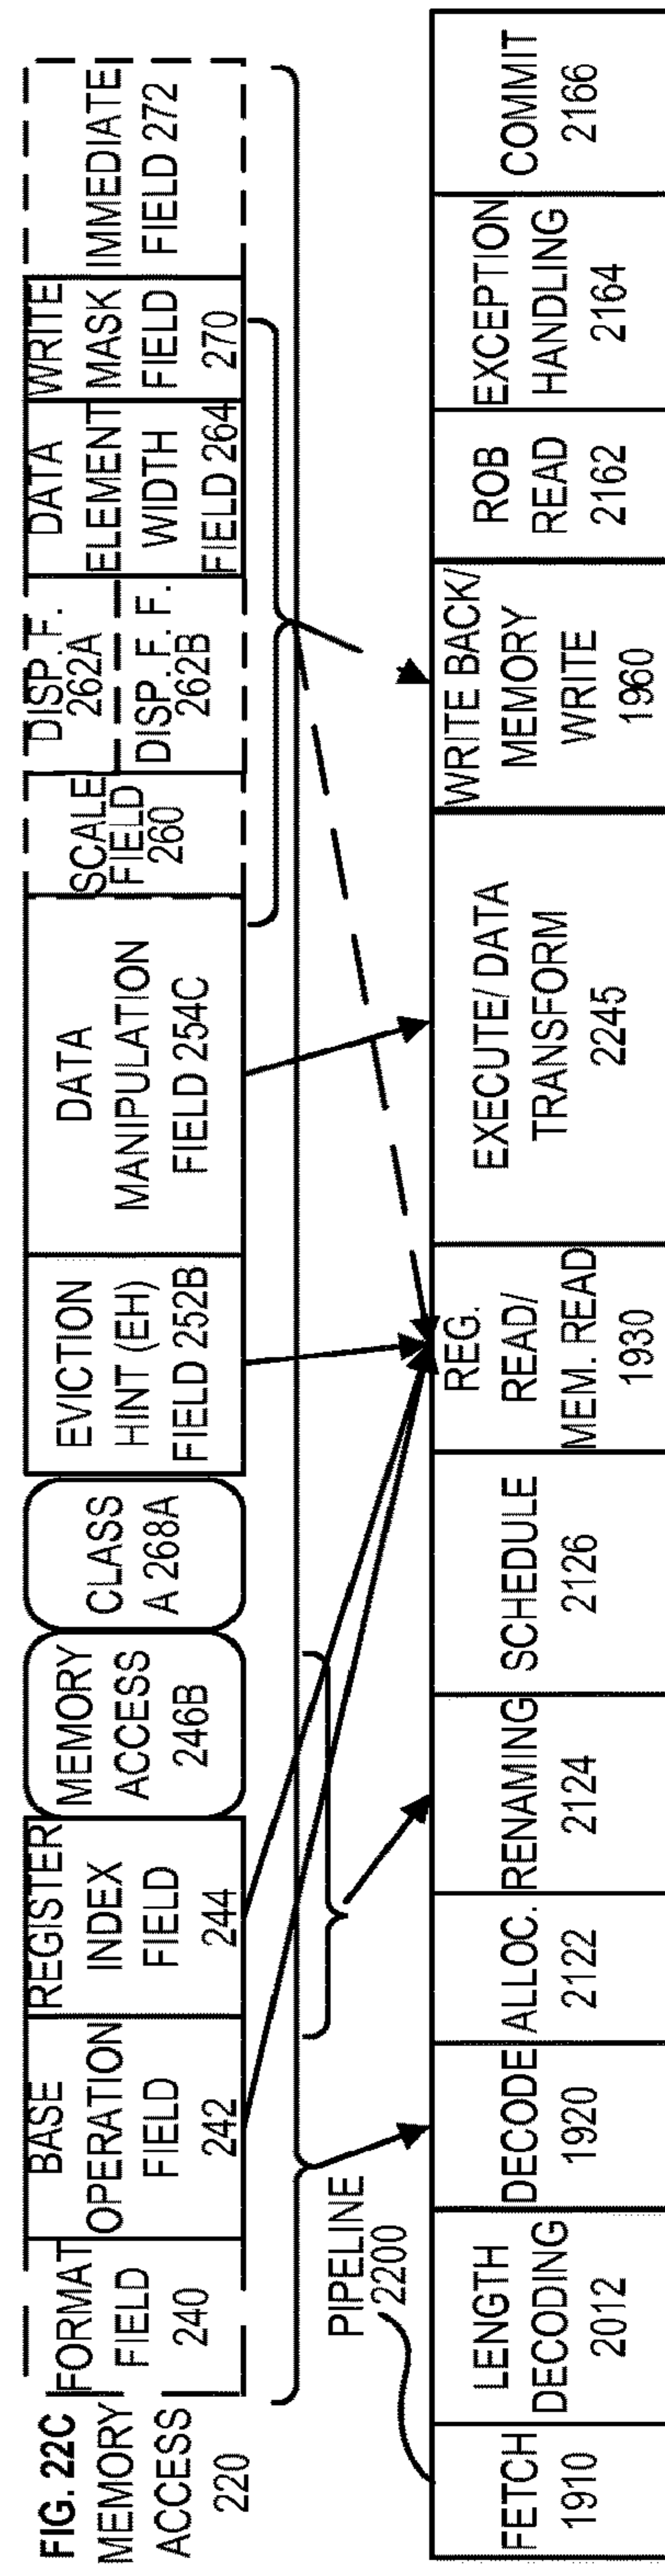 FIG. 22C
MEMORY
ACCESS
220
FORMAT
FIELD
240
BASE
OPERATION
FIELD
242
REGISTER
INDEX
FIELD
244
MEMORY
ACCESS
246B
CLASS
A 268A
EVICTION
HINT (EH)
FIELD 252B
DATA
MANIPULATION
FIELD 254C
SCALE
FIELD
260
DISP. F.
262A
DISP. F. F.
262B
DATA
ELEMENT
WIDTH
FIELD 264
WRITE
MASK
FIELD
270
IMMEDIATE
FIELD 272
PIPELINE
2200
FETCH
1910
LENGTH
DECODING
2012
DECODE
1920
ALLOC.
2122
RENAMING
2124
SCHEDULE
2126
REG.
READ/
MEM. READ
1930
EXECUTE/ DATA
TRANSFORM
2245
WRITE BACK/
MEMORY
WRITE
1960
ROB
READ
2162
EXCEPTION
HANDLING
2164
COMMIT
2166